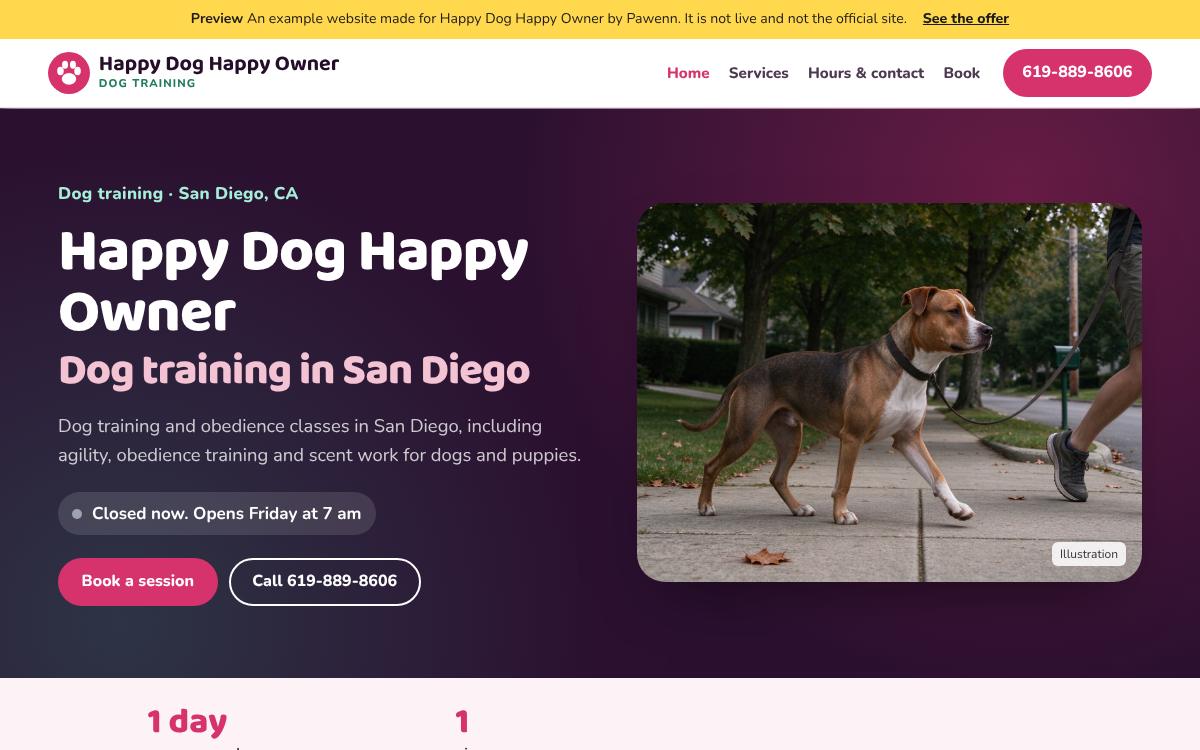 Preview An example website made for Happy Dog Happy Owner by Pawenn. It is not live and not the official site. See the offer
Happy Dog Happy Owner
DOG TRAINING
Home Services Hours & contact Book 619-889-8606
Dog training · San Diego, CA
Happy Dog Happy
Owner
Dog training in San Diego
Dog training and obedience classes in San Diego, including
agility, obedience training and scent work for dogs and puppies.
Closed now. Opens Friday at 7 am
Book a session Call 619-889-8606
Illustration
1 day 1